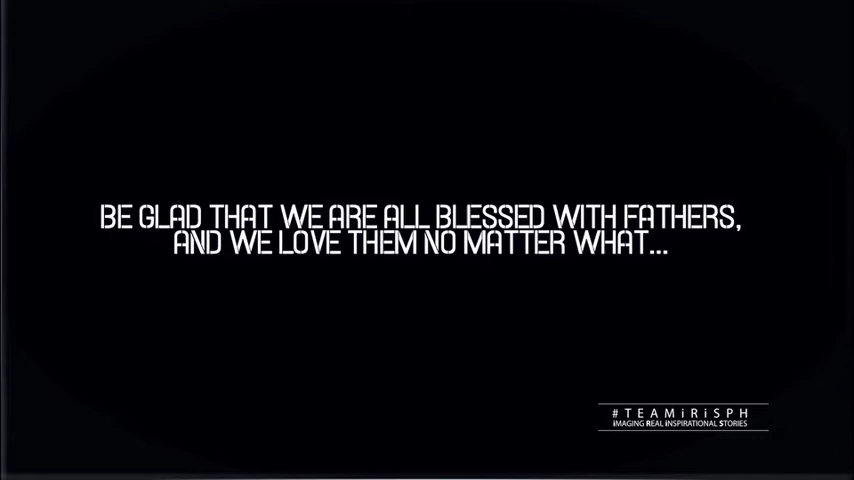 BE GLAD THAT WE ARE ALL BLESSED WITH FATHERS,
AND WE LOVE THEM NO MATTER WHAT...
#TEAMiRiSPH
iMAGING REAL iNSPIRATIONAL STORIES